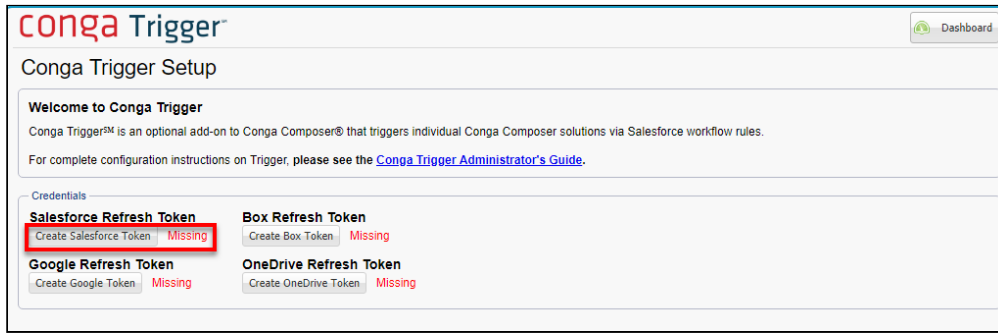 conga Trigger℠
Dashboard
Conga Trigger Setup
Welcome to Conga Trigger
Conga Trigger℠ is an optional add-on to Conga Composer® that triggers individual Conga Composer solutions via Salesforce workflow rules.
For complete configuration instructions on Trigger, please see the Conga Trigger Administrator's Guide.
Credentials
Salesforce Refresh Token Box Refresh Token
Create Salesforce Token Missing Create Box Token Missing
Google Refresh Token OneDrive Refresh Token
Create Google Token Missing Create OneDrive Token Missing